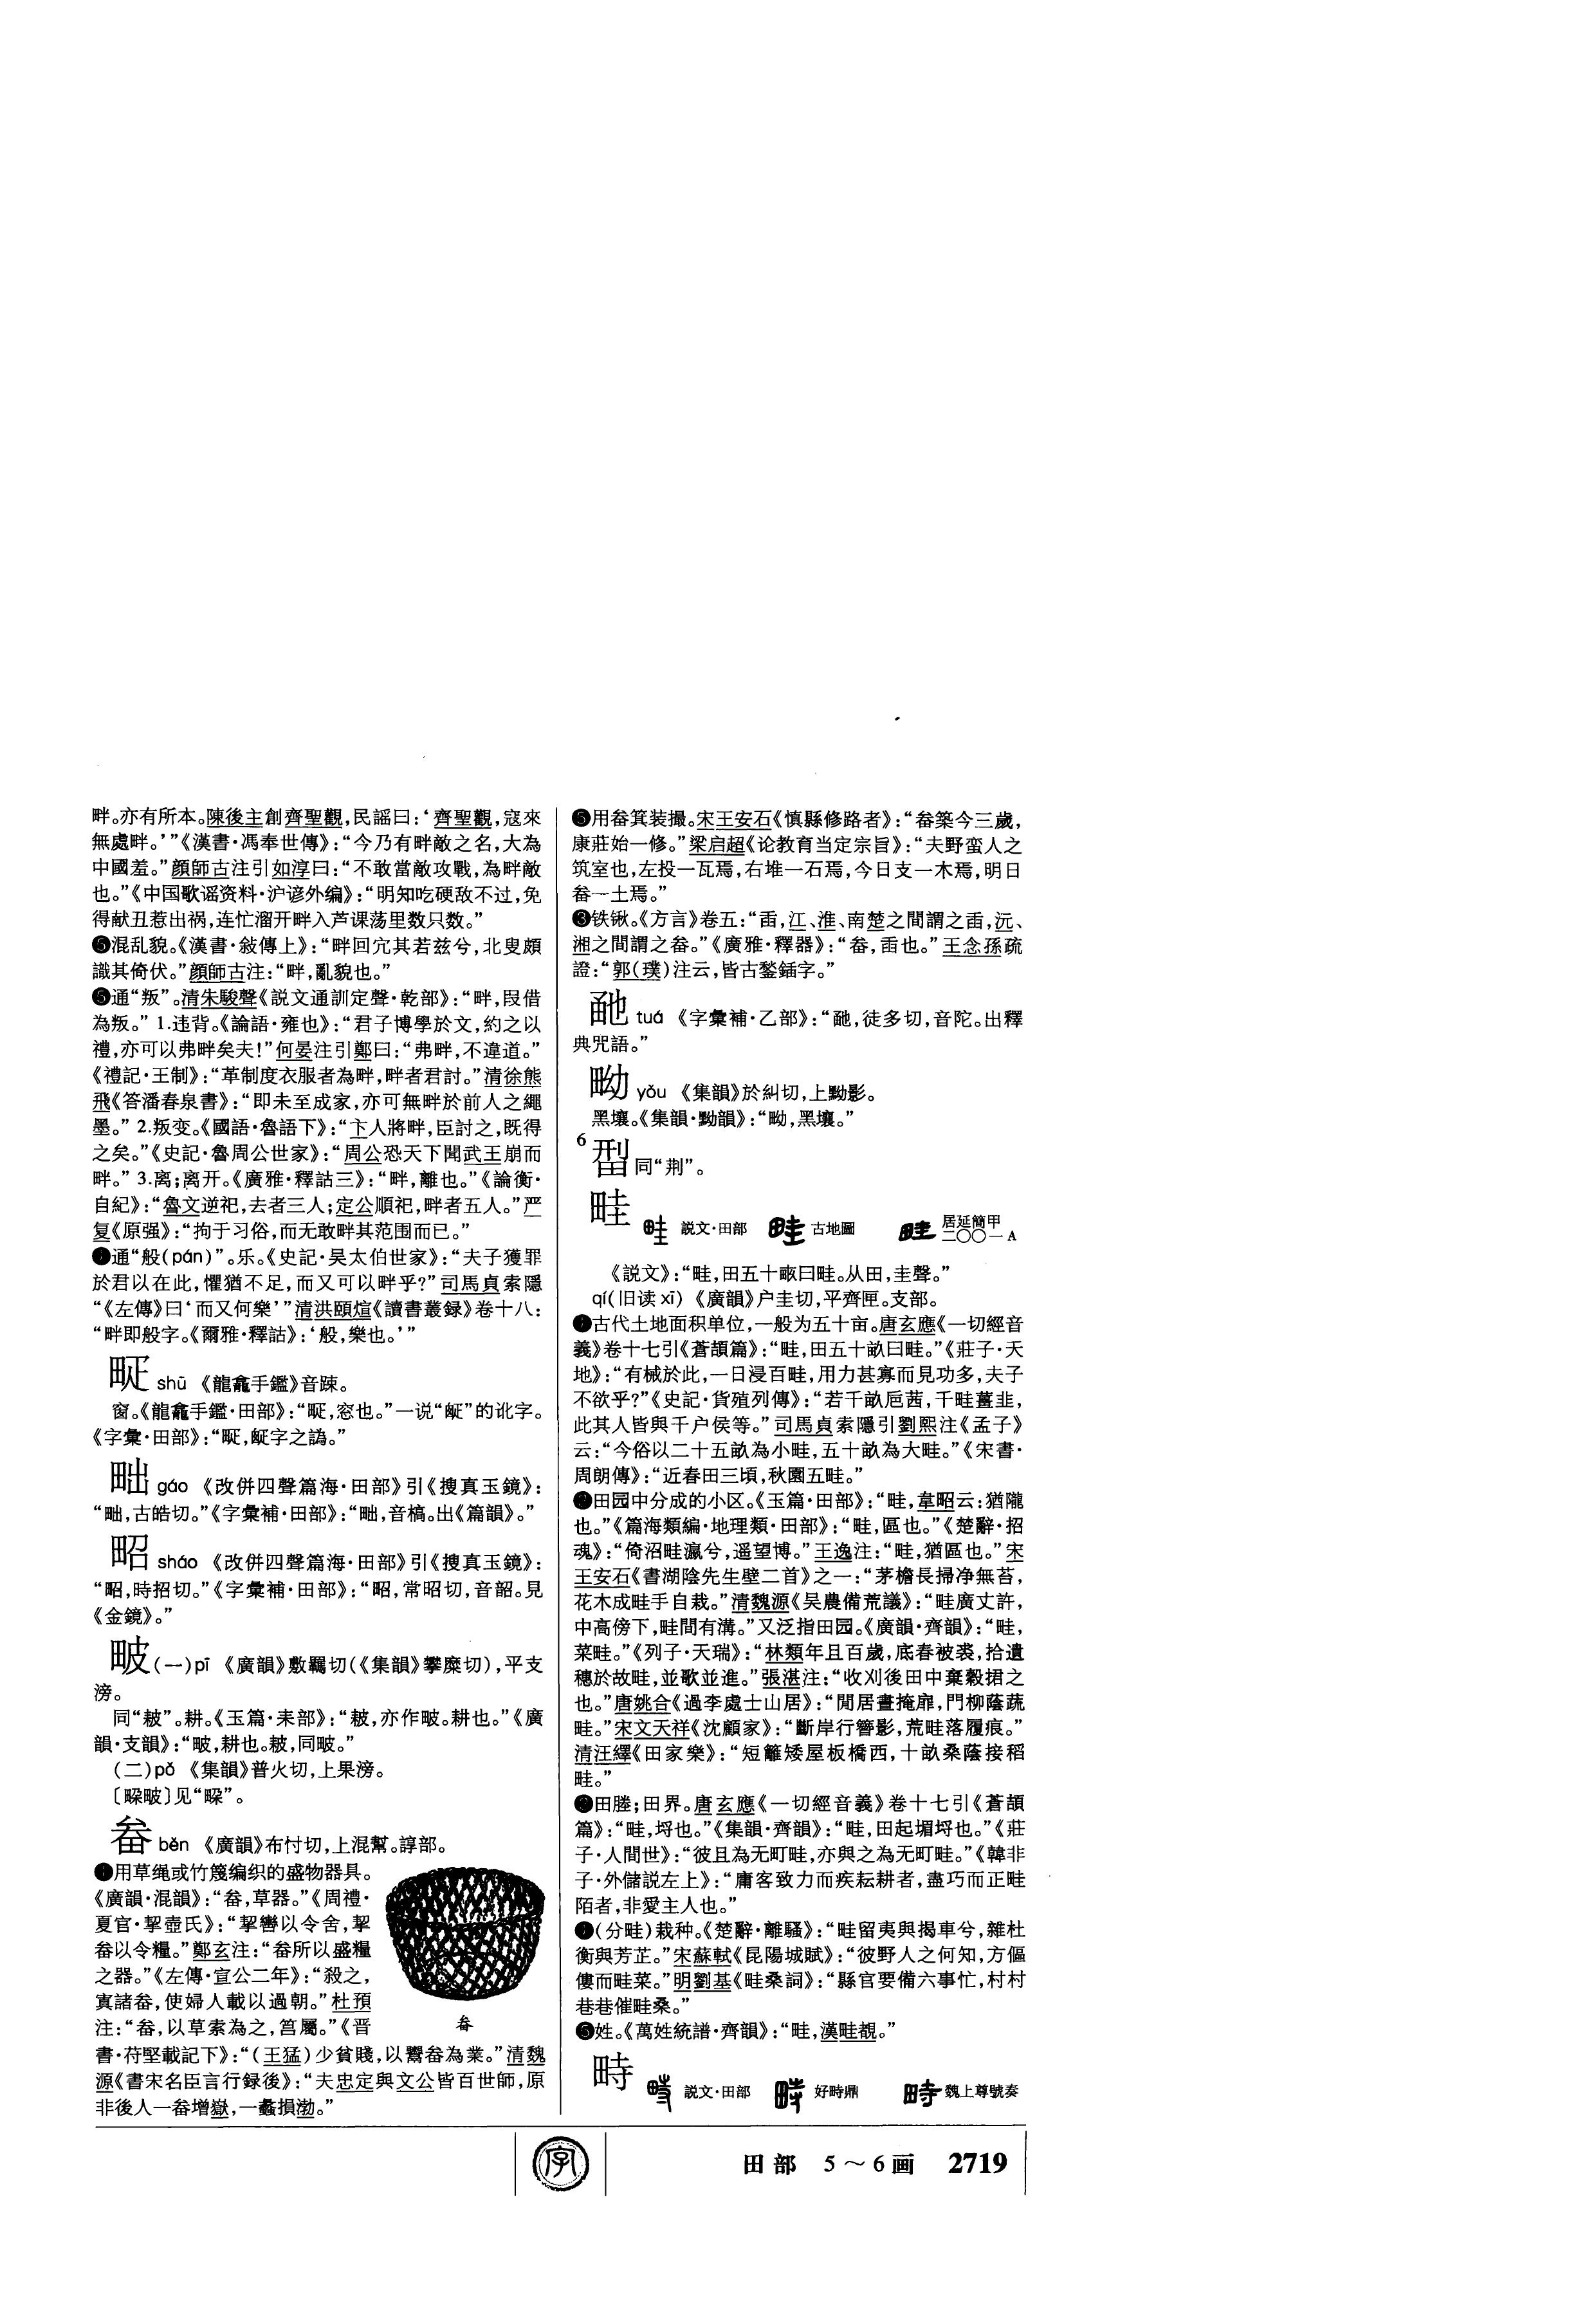 畔。亦有所本。陳後主創齊聖觀,民謡曰:‘齊聖觀,寇來
無處畔。’”《漢書·馮奉世傳》:“今乃有畔敵之名,大為
中國羞。”顔師古注引如淳曰:“不敢當敵攻戰,為畔敵
也。”《中国歌谣资料·沪谚外编》:“明知吃硬敌不过,免
得献丑惹出祸,连忙溜开畔入芦课荡里数只数。”
❺混乱貌。《漢書·敍傳上》:“畔回宂其若兹兮,北叟頗
識其倚伏。”顔師古注:“畔,亂貌也。”
❺通“叛”。清朱駿聲《説文通訓定聲·乾部》:“畔,叚借
為叛。” 1.违背。《論語·雍也》:“君子博學於文,約之以
禮,亦可以弗畔矣夫!”何晏注引鄭曰:“弗畔,不違道。”
《禮記·王制》:“革制度衣服者為畔,畔者君討。”清徐熊
飛《答潘春泉書》:“即未至成家,亦可無畔於前人之繩
墨。” 2.叛变。《國語·魯語下》:“卞人將畔,臣討之,既得
之矣。”《史記·魯周公世家》:“周公恐天下聞武王崩而
畔。” 3.离;离开。《廣雅·釋詁三》:“畔,離也。”《論衡·
自紀》:“魯文逆祀,去者三人;定公順祀,畔者五人。”严
复《原强》:“拘于习俗,而无敢畔其范围而已。”
❼通“般(pán)”。乐。《史記·吴太伯世家》:“夫子獲罪
於君以在此,懼猶不足,而又可以畔乎?”司馬貞索隱
“《左傳》曰‘而又何樂’”清洪頤煊《讀書叢録》卷十八:
“畔即般字。《爾雅·釋詁》:‘般,樂也。’”
shū 《龍龕手鑑》音踈。
窗。《龍龕手鑑·田部》:“,窓也。”一说“”的讹字。
《字彙·田部》:“,字之譌。”
gáo 《改併四聲篇海·田部》引《搜真玉鏡》:
“,古皓切。”《字彙補·田部》:“,音槁。出《篇韻》。”
sháo 《改併四聲篇海·田部》引《搜真玉鏡》:
“,時招切。”《字彙補·田部》:“,常昭切,音韶。見
《金鏡》。”
畈(一)pī 《廣韻》敷羈切(《集韻》攀糜切),平支
滂。
同“耚”。耕。《玉篇·耒部》:“耚,亦作畈。耕也。”《廣
韻·支韻》:“畈,耕也。耚,同畈。”
(二)pǒ 《集韻》普火切,上果滂。
〔畈〕见“”。
畚 běn 《廣韻》布忖切,上混幫。諄部。
❶用草绳或竹篾编织的盛物器具。
《廣韻·混韻》:“畚,草器。”《周禮·
夏官·挈壺氏》:“挈轡以令舍,挈
畚以令糧。”鄭玄注:“畚所以盛糧
之器。”《左傳·宣公二年》:“殺之,
寘諸畚,使婦人載以過朝。”杜預
注:“畚,以草索為之,筥屬。”《晋
畚
書·苻堅載記下》:“(王猛)少貧賤,以鬻畚為業。”清魏
源《書宋名臣言行録後》:“夫忠定與文公皆百世師,原
非後人一畚增嶽,一蠡損渤。”
❺用畚箕装撮。宋王安石《慎縣修路者》:“畚築今三歲,
康莊始一修。”梁启超《论教育当定宗旨》:“夫野蛮人之
筑室也,左投一瓦焉,右堆一石焉,今日支一木焉,明日
畚一土焉。”
❸铁锹。《方言》卷五:“臿,江、淮、南楚之間謂之臿,沅、
湘之間謂之畚。”《廣雅·釋器》:“畚,臿也。”王念孫疏
證:“郭(璞)注云,皆古鍫鍤字。”
tuá 《字彙補·乙部》:“,徒多切,音陀。出釋
典咒語。”
yǒu 《集韻》於糾切,上黝影。
黑壤。《集韻·黝韻》:“,黑壤。”
6
同“荆”。
畦 畦 説文·田部 畦 古地圖 畦 居延簡甲二〇〇一A
《説文》:“畦,田五十畞曰畦。从田,圭聲。”
qí(旧读xī) 《廣韻》户圭切,平齊匣。支部。
❶古代土地面积单位,一般为五十亩。唐玄應《一切經音
義》卷十七引《蒼頡篇》:“畦,田五十畝曰畦。”《莊子·天
地》:“有械於此,一日浸百畦,用力甚寡而見功多,夫子
不欲乎?”《史記·貨殖列傳》:“若千畝卮茜,千畦薑韭,
此其人皆與千户侯等。”司馬貞索隱引劉熙注《孟子》
云:“今俗以二十五畝為小畦,五十畝為大畦。”《宋書·
周朗傳》:“近春田三頃,秋園五畦。”
❷田园中分成的小区。《玉篇·田部》:“畦,韋昭云:猶隴
也。”《篇海類編·地理類·田部》:“畦,區也。”《楚辭·招
魂》:“倚沼畦瀛兮,遥望博。”王逸注:“畦,猶區也。”宋
王安石《書湖陰先生壁二首》之一:“茅檐長掃净無苔,
花木成畦手自栽。”清魏源《吴農備荒議》:“畦廣丈許,
中高傍下,畦間有溝。”又泛指田园。《廣韻·齊韻》:“畦,
菜畦。”《列子·天瑞》:“林類年且百歲,底春被裘,拾遺
穗於故畦,並歌並進。”張湛注:“收刈後田中棄穀捃之
也。”唐姚合《過李處士山居》:“閒居晝掩扉,門柳蔭蔬
畦。”宋文天祥《沈頤家》:“斷岸行簪影,荒畦落履痕。”
清汪繹《田家樂》:“短籬矮屋板橋西,十畝桑蔭接稻
畦。”
❸田塍;田界。唐玄應《一切經音義》卷十七引《蒼頡
篇》:“畦,埒也。”《集韻·齊韻》:“畦,田起堳埒也。”《莊
子·人間世》:“彼且為无町畦,亦與之為无町畦。”《韓非
子·外儲説左上》:“庸客致力而疾耘耕者,盡巧而正畦
陌者,非愛主人也。”
❹(分畦)栽种。《楚辭·離騷》:“畦留夷與揭車兮,雜杜
衡與芳芷。”宋蘇軾《昆陽城賦》:“彼野人之何知,方傴
僂而畦菜。”明劉基《畦桑詞》:“縣官要備六事忙,村村
巷巷催畦桑。”
❺姓。《萬姓統譜·齊韻》:“畦,漢畦覩。”
畤 畤 説文·田部 畤 好畤鼎 畤 魏上尊號奏
字
田部 5～6画 2719